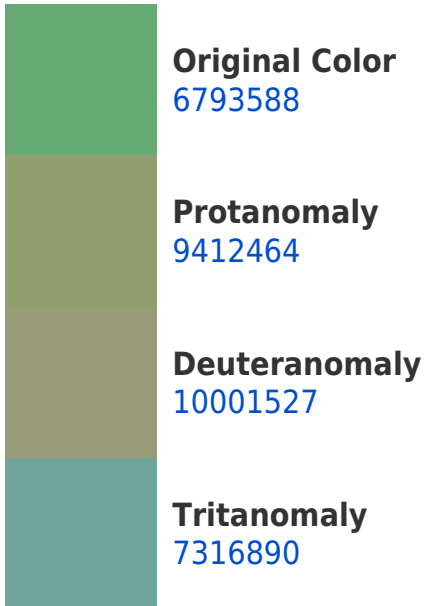 Original Color
6793588
Protanomaly
9412464
Deuteranomaly
10001527
Tritanomaly
7316890